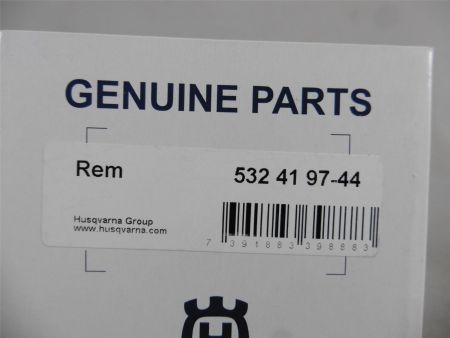 GENUINE PARTS
Rem 532 41 97-44
Husqvarna Group
www.husqvarna.com
7 391883 398883
H